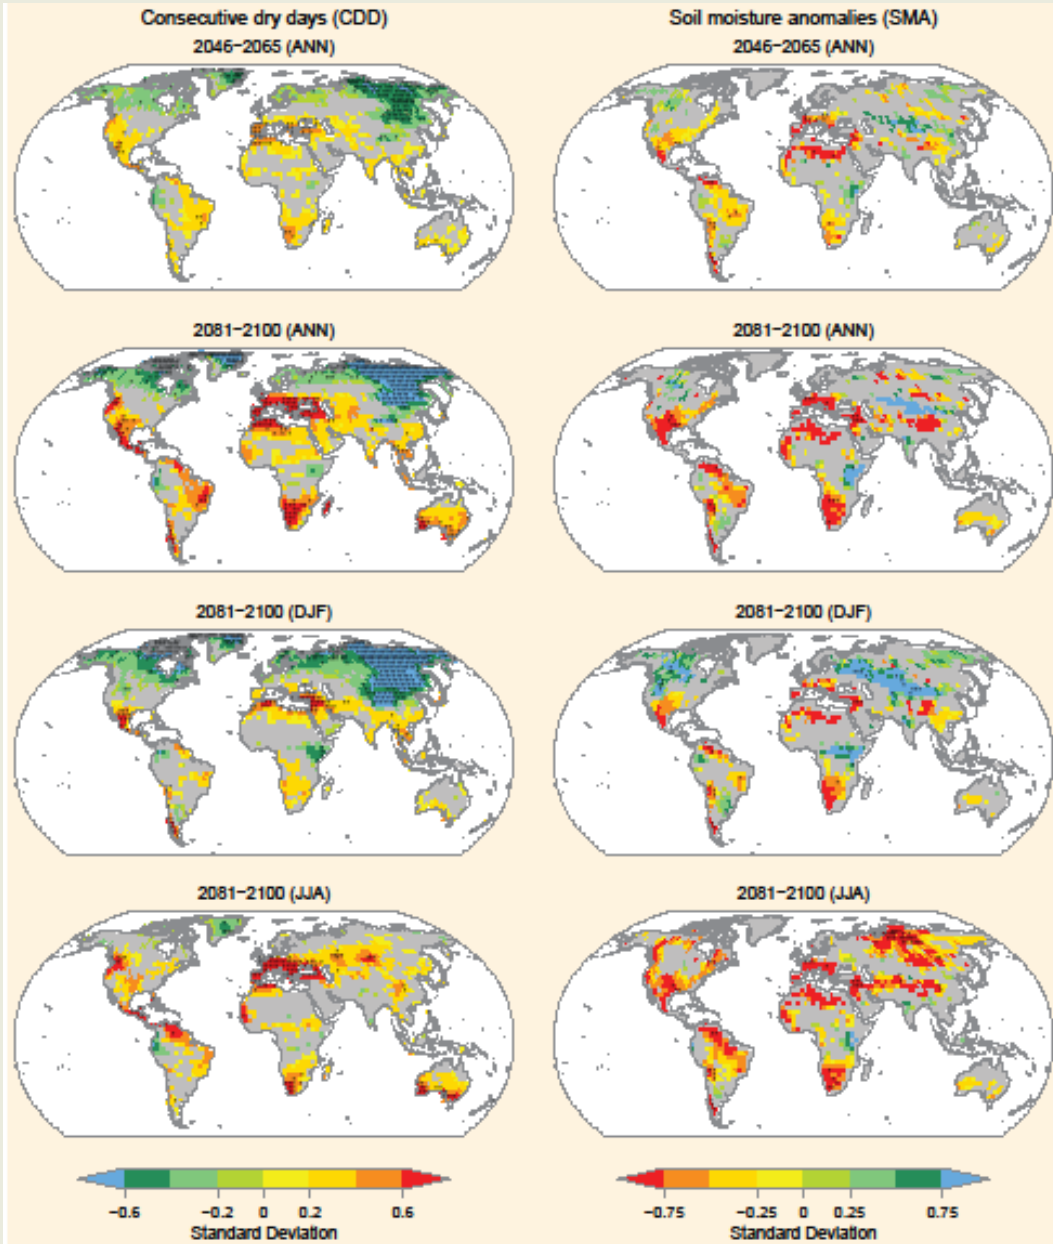 Consecutive dry days (CDD)
Soil moisture anomalies (SMA)
2046−2065 (ANN)
2046−2065 (ANN)
2081−2100 (ANN)
2081−2100 (ANN)
2081−2100 (DJF)
2081−2100 (DJF)
2081−2100 (JJA)
2081−2100 (JJA)
−0.6 −0.2 0 0.2 0.6
Standard Deviation
−0.75 −0.25 0 0.25 0.75
Standard Deviation